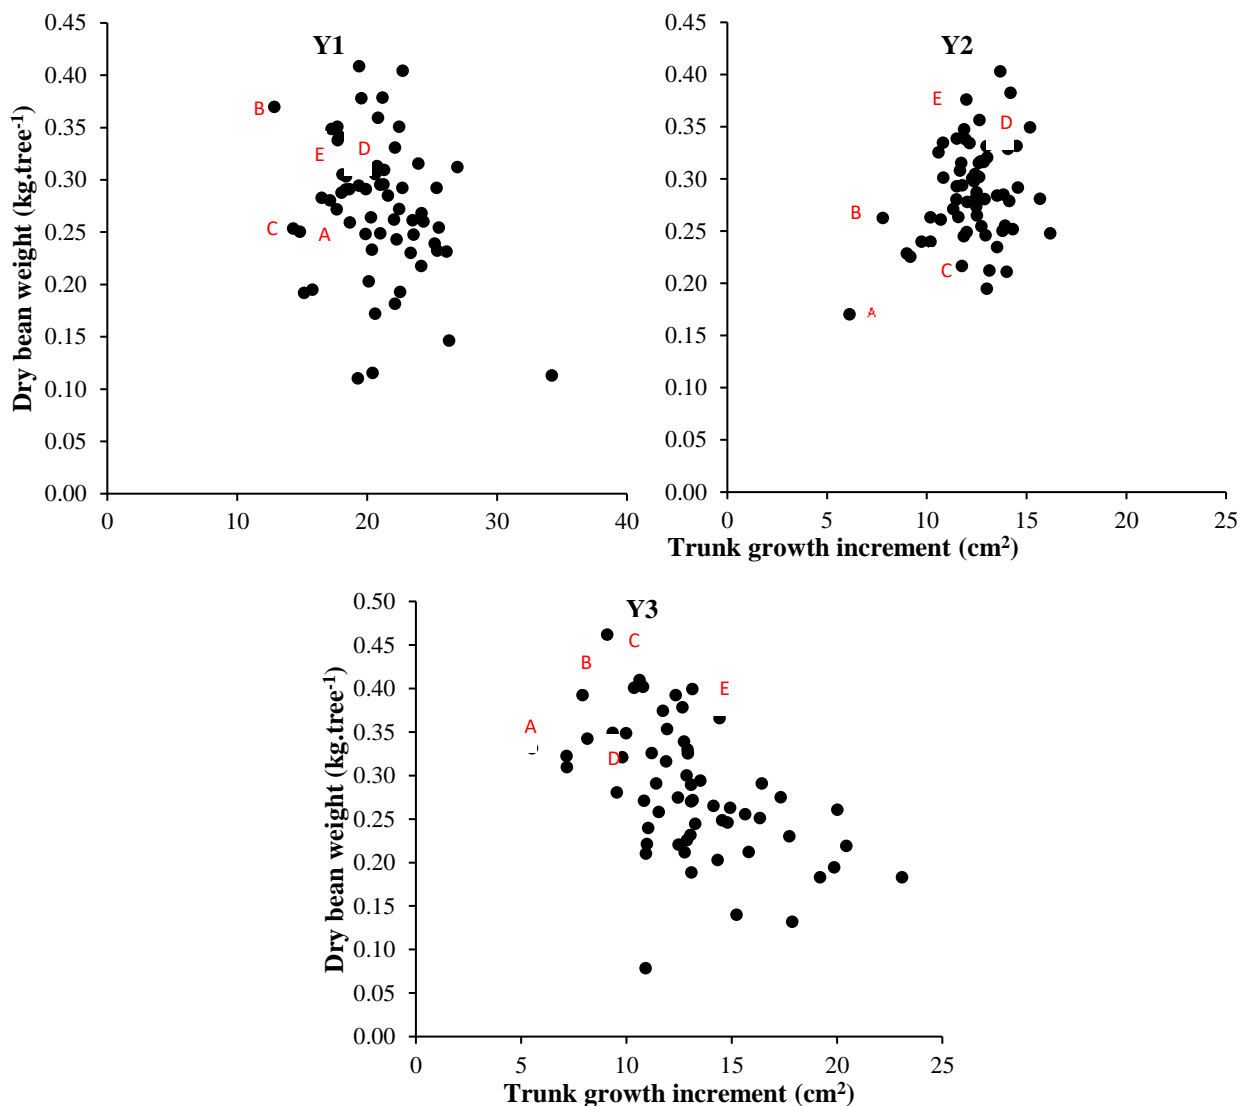 Y1
Dry bean weight (kg.tree-1)
0.45
0.40
0.35
0.30
0.25
0.20
0.15
0.10
0.05
0.00
B
E
D
C
A
0 10 20 30 40
Y2
0.45
0.40
0.35
0.30
0.25
0.20
0.15
0.10
0.05
0.00
E
D
B
C
A
0 5 10 15 20 25
Trunk growth increment (cm2)
Y3
Dry bean weight (kg.tree-1)
0.50
0.45
0.40
0.35
0.30
0.25
0.20
0.15
0.10
0.05
0.00
C
B
E
A
D
0 5 10 15 20 25
Trunk growth increment (cm2)